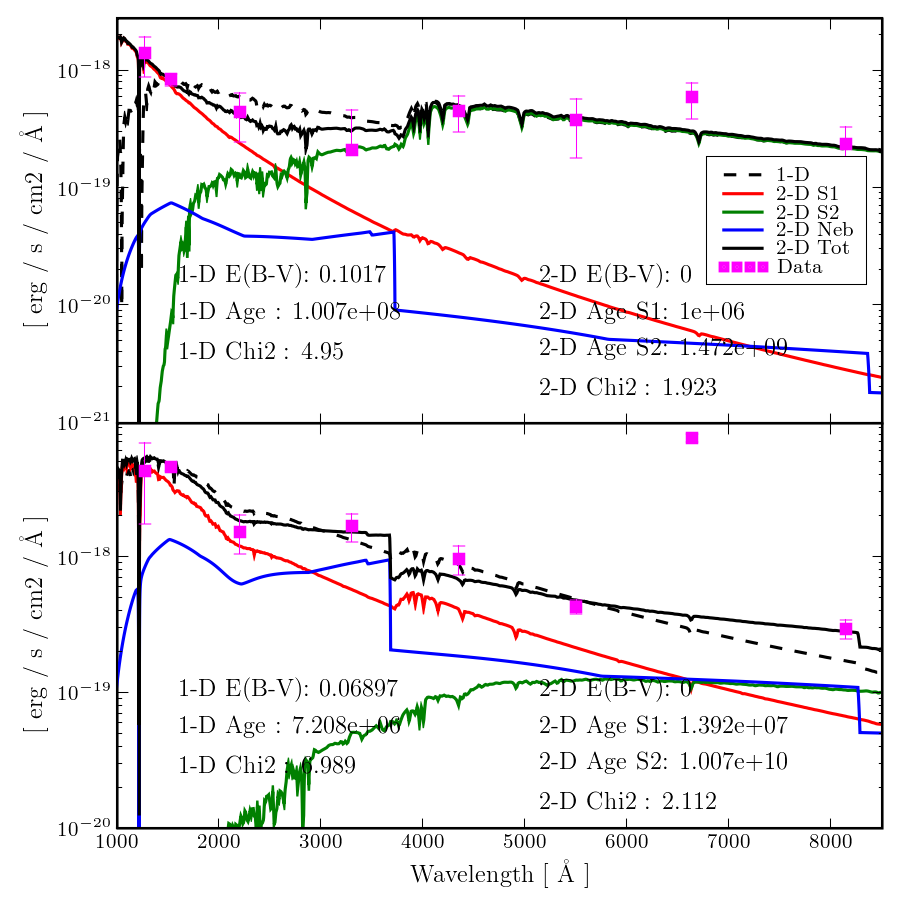 10−18
10−19
10−20
10−21
[ erg / s / cm2 / Å ]
1-D
2-D S1
2-D S2
2-D Neb
2-D Tot
Data
1-D E(B-V): 0.1017
1-D Age : 1.007e+08
1-D Chi2 : 4.95
2-D E(B-V): 0
2-D Age S1: 1e+06
2-D Age S2: 1.472e+09
2-D Chi2 : 1.923
10−18
10−19
10−20
[ erg / s / cm2 / Å ]
1-D E(B-V): 0.06897
1-D Age : 7.208e+06
1-D Chi2 : 6.989
2-D E(B-V): 0
2-D Age S1: 1.392e+07
2-D Age S2: 1.007e+10
2-D Chi2 : 2.112
1000 2000 3000 4000 5000 6000 7000 8000
Wavelength [ Å ]